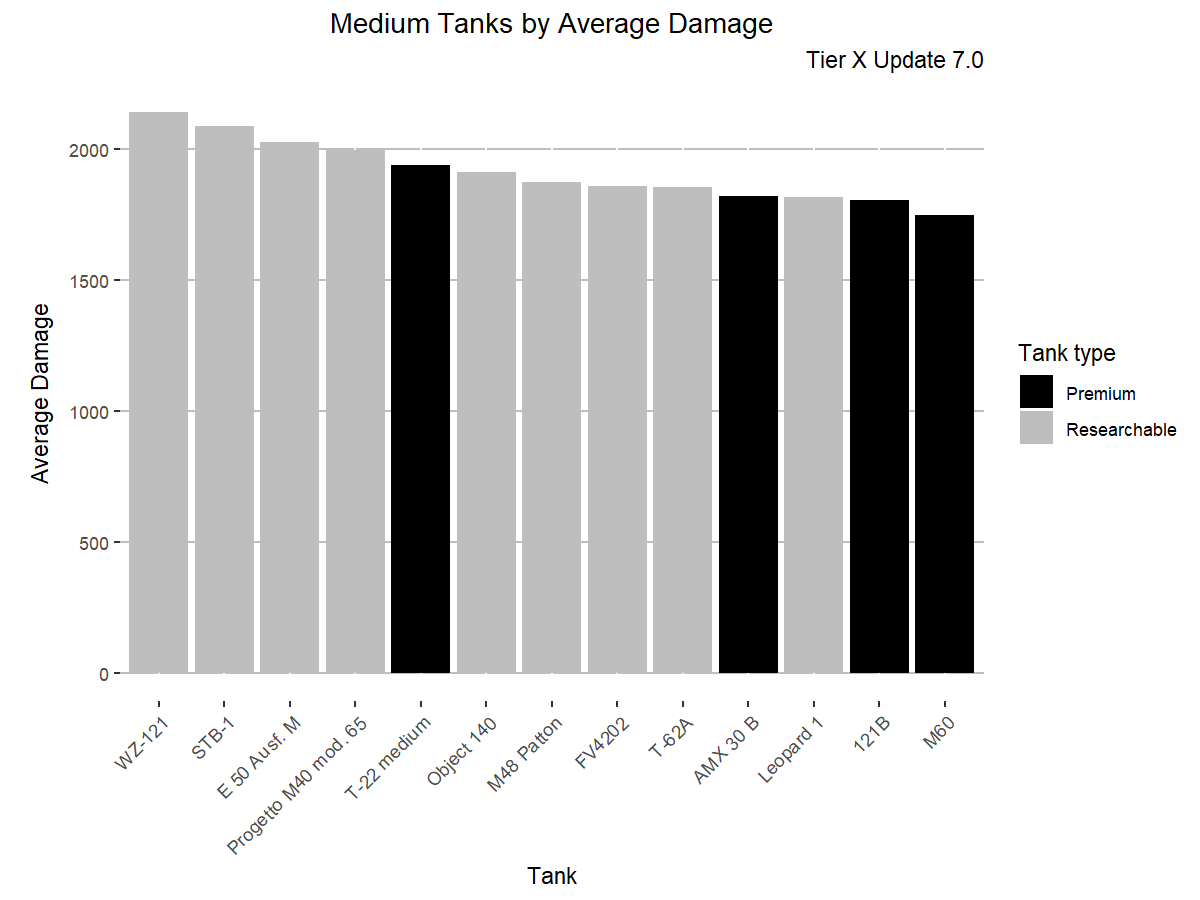 Medium Tanks by Average Damage
Tier X Update 7.0
Average Damage
2000
1500
1000
500
0
WZ-121
STB-1
E 50 Ausf. M
Progetto M40 mod. 65
T-22 medium
Object 140
M48 Patton
FV4202
T-62A
AMX 30 B
Leopard 1
121B
M60
Tank
Tank type
Premium
Researchable